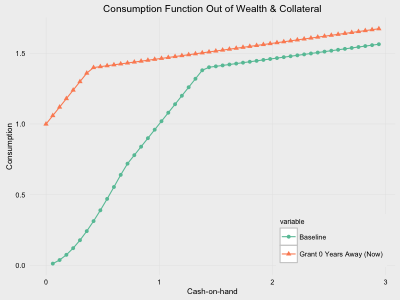 Consumption Function Out of Wealth & Collateral
1.5
1.0
0.5
0.0
Consumption
0
1
2
3
Cash-on-hand
variable
Baseline
Grant 0 Years Away (Now)